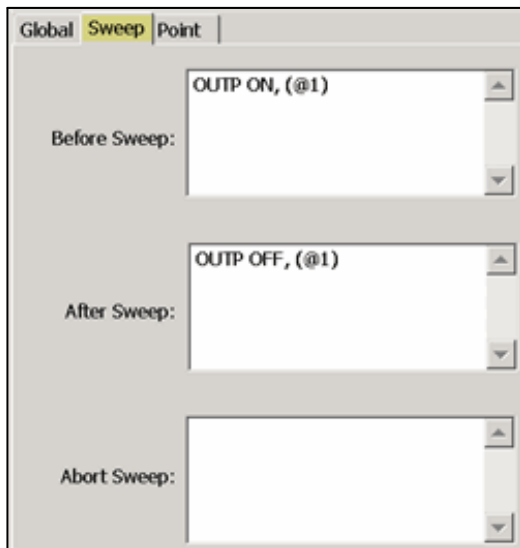 Global Sweep Point
Before Sweep:
OUTP ON, (@1)
After Sweep:
OUTP OFF, (@1)
Abort Sweep: